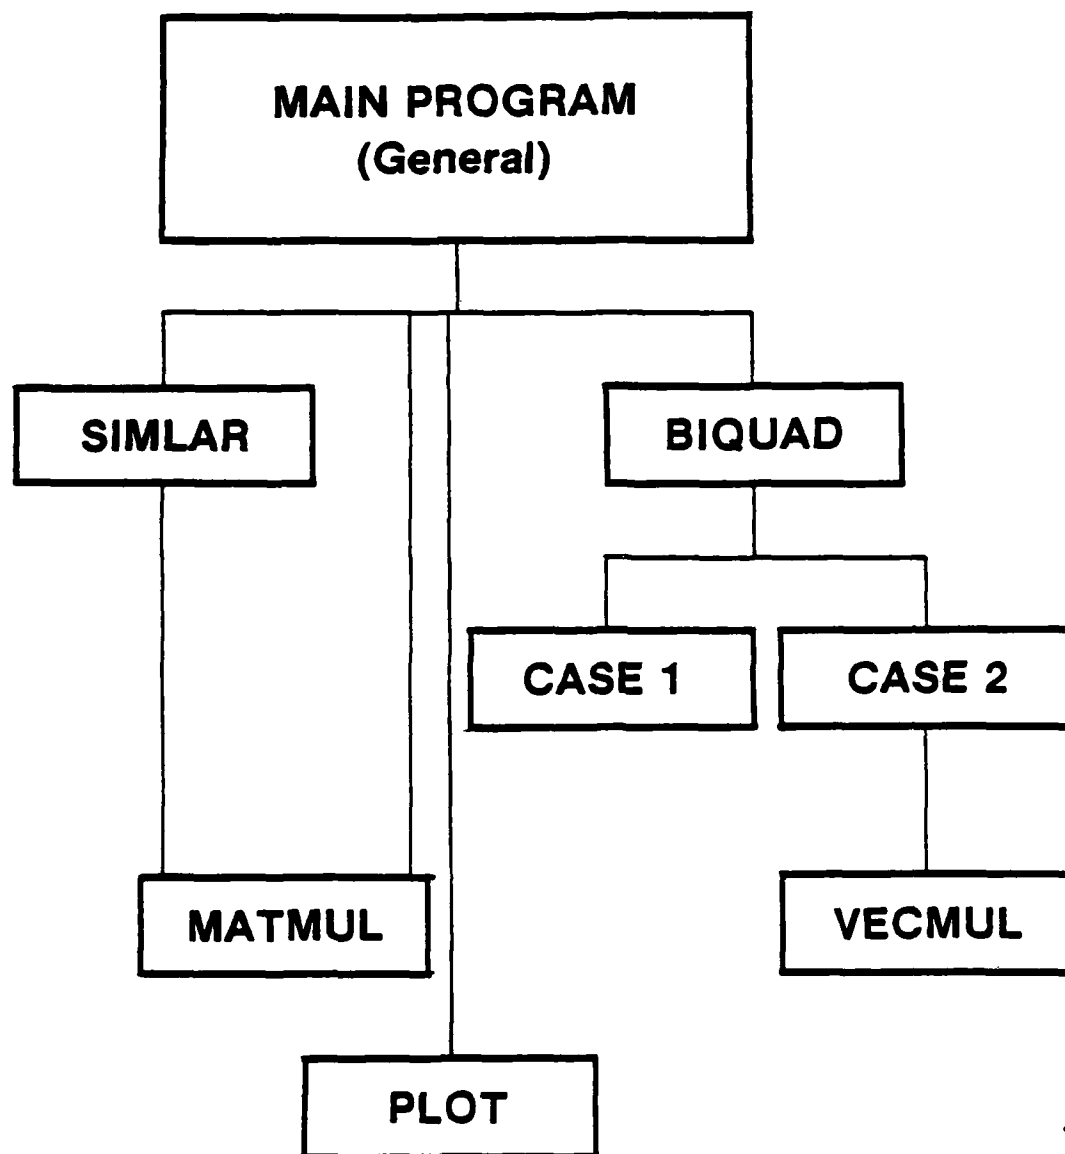 MAIN PROGRAM
(General)
SIMLAR
BIQUAD
CASE 1
CASE 2
MATMUL
VECMUL
PLOT